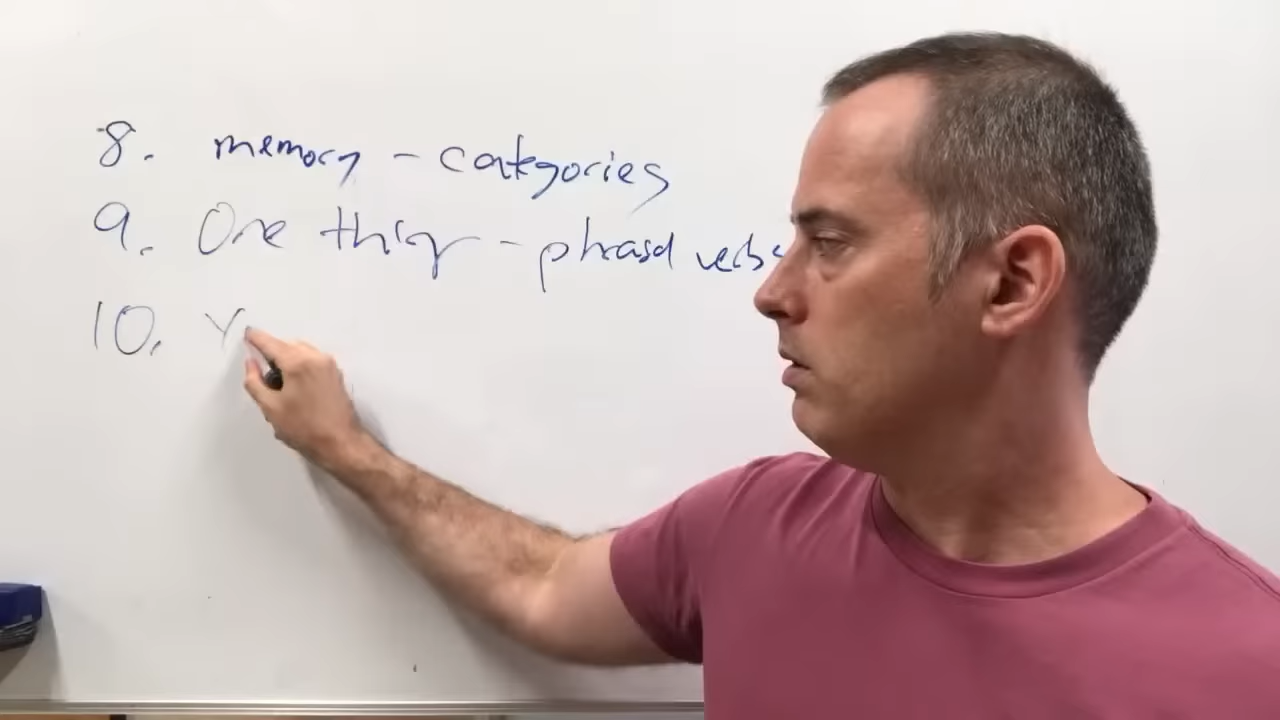 8. memory - categories
9. One thing - phrasal verbs
10. Y